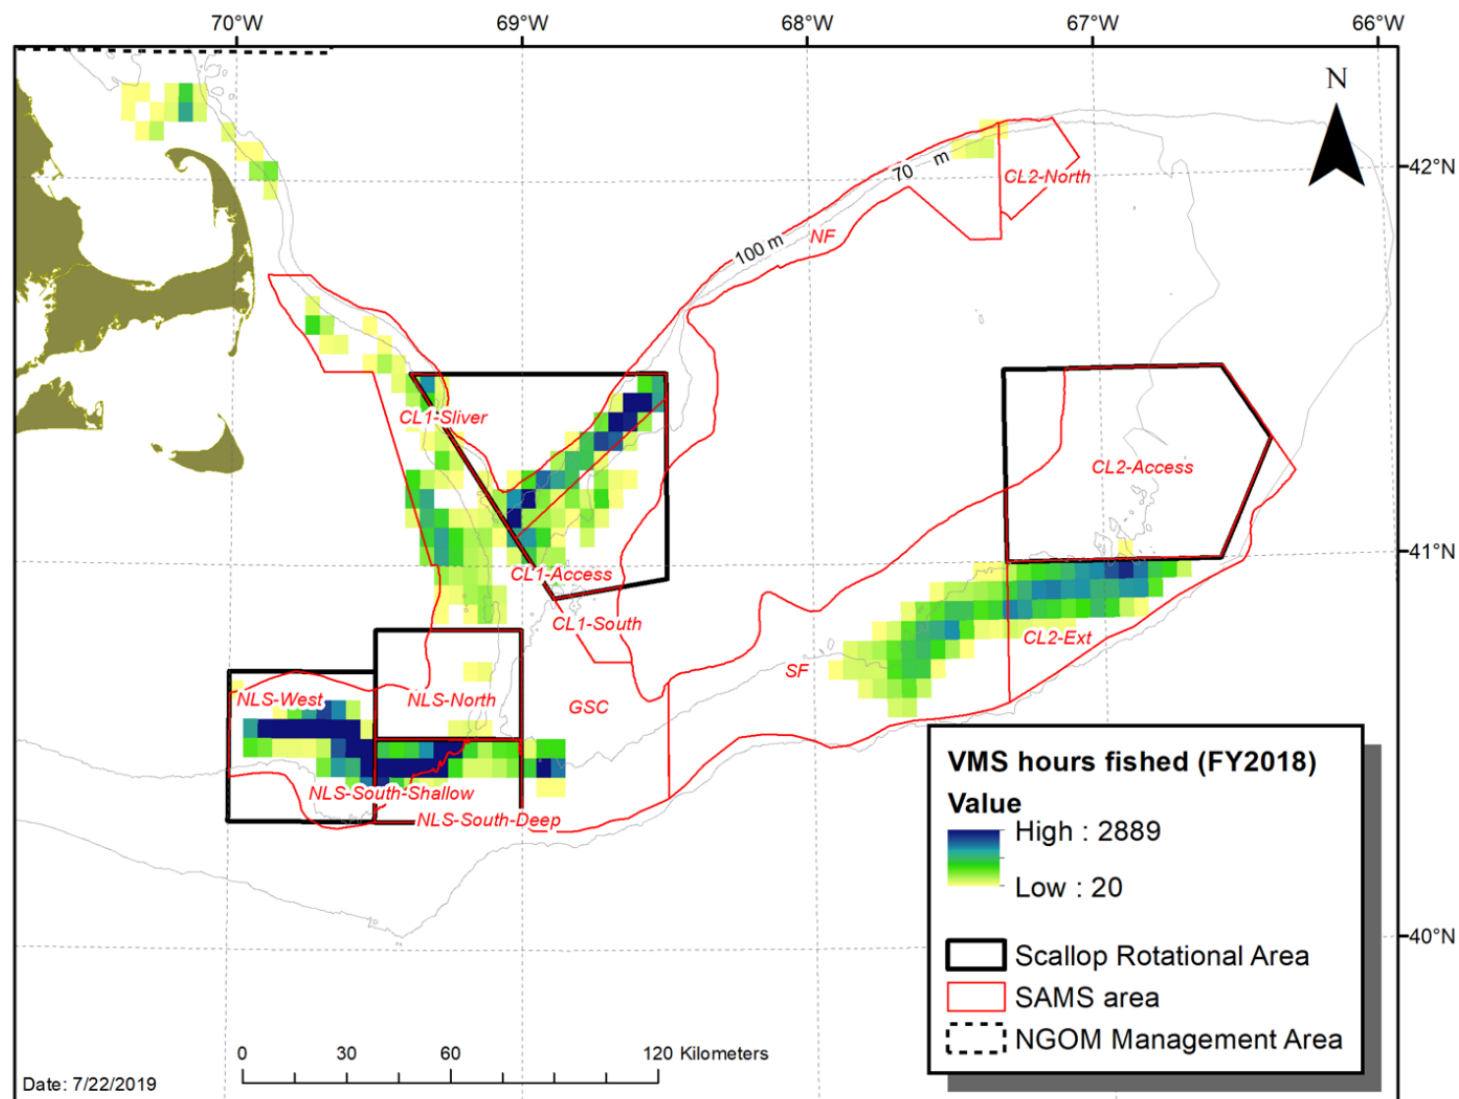 70°W 69°W 68°W 67°W 66°W
N
42°N
70 m
CL2-North
NF
100 m
CL1-Sliver
CL2-Access
41°N
CL1-Access
CL1-South
CL2-Ext
SF
NLS-West
NLS-North
GSC
NLS-South-Shallow
NLS-South-Deep
VMS hours fished (FY2018)
Value
High : 2889
Low : 20
40°N
Scallop Rotational Area
SAMS area
NGOM Management Area
0 30 60 120 Kilometers
Date: 7/22/2019